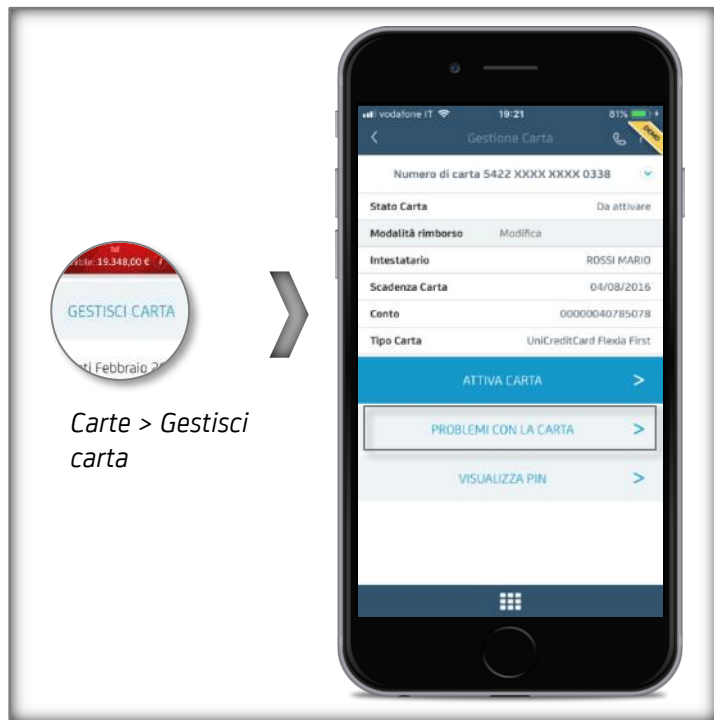 19.348,00 €
GESTISCI CARTA
Febbraio
Carte > Gestisci
carta
vodafone IT 19:21 81%
DEMO
Gestione Carta
Numero di carta 5422 XXXX XXXX 0338
Stato Carta Da attivare
Modalità rimborso Modifica
Intestatario ROSSI MARIO
Scadenza Carta 04/08/2016
Conto 00000040785078
Tipo Carta UniCreditCard Flexia First
ATTIVA CARTA >
PROBLEMI CON LA CARTA >
VISUALIZZA PIN >